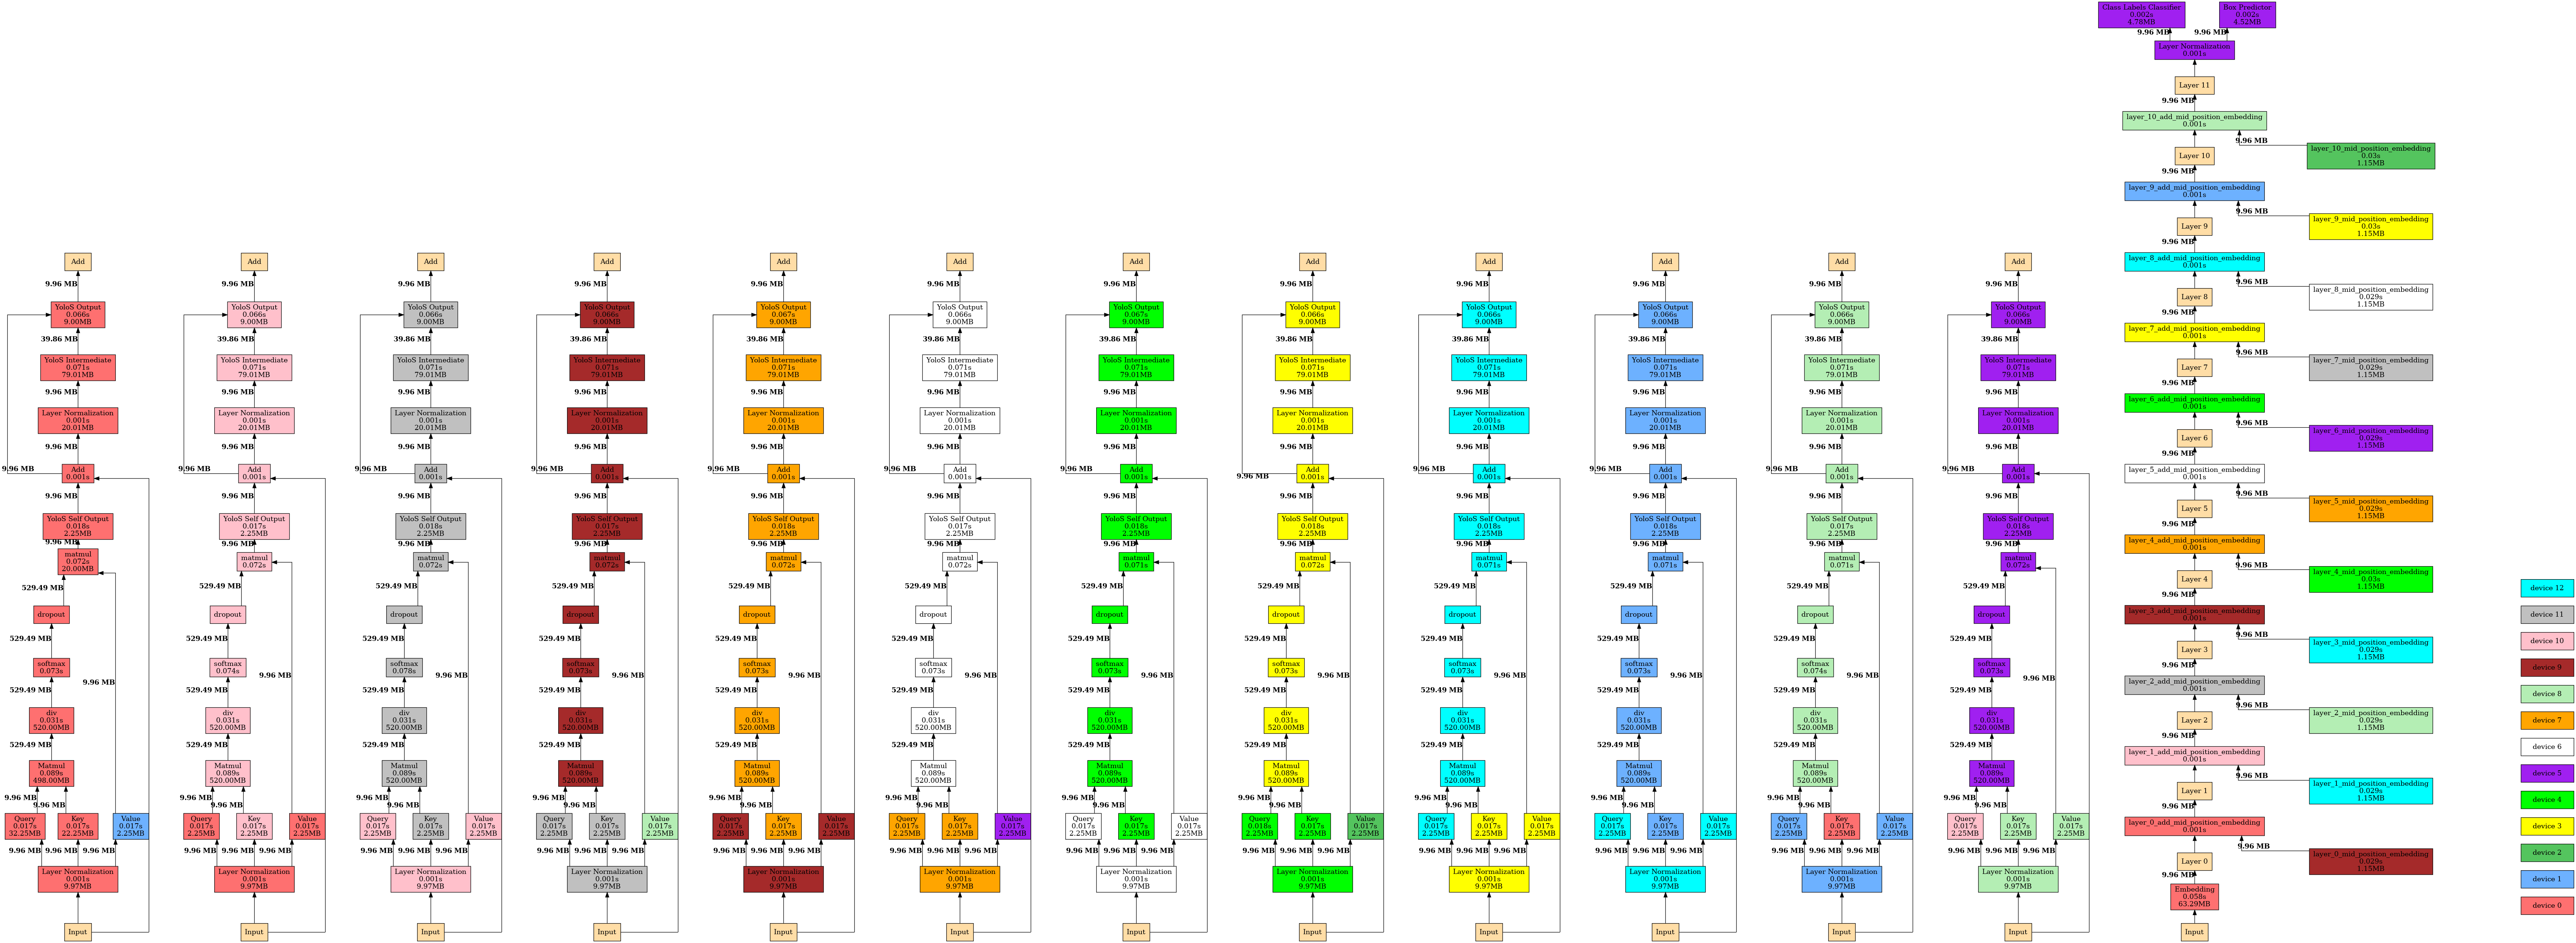 Add
9.96 MB
YoloS Output
0.066s
9.00MB
39.86 MB
YoloS Intermediate
0.071s
79.01MB
9.96 MB
Layer Normalization
0.001s
20.01MB
9.96 MB
9.96 MB
Add
0.001s
9.96 MB
YoloS Self Output
0.018s
2.25MB
9.96 MB
matmul
0.072s
20.00MB
529.49 MB
dropout
529.49 MB
softmax
0.073s
9.96 MB
529.49 MB
div
0.031s
520.00MB
529.49 MB
Matmul
0.089s
498.00MB
9.96 MB
9.96 MB
Query
0.017s
32.25MB
Key
0.017s
22.25MB
Value
0.017s
2.25MB
9.96 MB 9.96 MB 9.96 MB
Layer Normalization
0.001s
9.97MB
Input
Add
9.96 MB
YoloS Output
0.066s
9.00MB
39.86 MB
YoloS Intermediate
0.071s
79.01MB
9.96 MB
Layer Normalization
0.001s
20.01MB
9.96 MB
9.96 MB
Add
0.001s
9.96 MB
YoloS Self Output
0.017s
2.25MB
9.96 MB
matmul
0.072s
529.49 MB
dropout
529.49 MB
softmax
0.074s
9.96 MB
529.49 MB
div
0.031s
520.00MB
529.49 MB
Matmul
0.089s
520.00MB
9.96 MB
9.96 MB
Query
0.017s
2.25MB
Key
0.017s
2.25MB
Value
0.017s
2.25MB
9.96 MB 9.96 MB 9.96 MB
Layer Normalization
0.001s
9.97MB
Input
Add
9.96 MB
YoloS Output
0.066s
9.00MB
39.86 MB
YoloS Intermediate
0.071s
79.01MB
9.96 MB
Layer Normalization
0.001s
20.01MB
9.96 MB
9.96 MB
Add
0.001s
9.96 MB
YoloS Self Output
0.018s
2.25MB
9.96 MB
matmul
0.072s
529.49 MB
dropout
529.49 MB
softmax
0.078s
9.96 MB
529.49 MB
div
0.031s
520.00MB
529.49 MB
Matmul
0.089s
520.00MB
9.96 MB
9.96 MB
Query
0.017s
2.25MB
Key
0.017s
2.25MB
Value
0.017s
2.25MB
9.96 MB 9.96 MB 9.96 MB
Layer Normalization
0.001s
9.97MB
Input
Add
9.96 MB
YoloS Output
0.066s
9.00MB
39.86 MB
YoloS Intermediate
0.071s
79.01MB
9.96 MB
Layer Normalization
0.001s
20.01MB
9.96 MB
9.96 MB
Add
0.001s
9.96 MB
YoloS Self Output
0.017s
2.25MB
9.96 MB
matmul
0.072s
529.49 MB
dropout
529.49 MB
softmax
0.073s
9.96 MB
529.49 MB
div
0.031s
520.00MB
529.49 MB
Matmul
0.089s
520.00MB
9.96 MB
9.96 MB
Query
0.017s
2.25MB
Key
0.017s
2.25MB
Value
0.017s
2.25MB
9.96 MB 9.96 MB 9.96 MB
Layer Normalization
0.001s
9.97MB
Input
Add
9.96 MB
YoloS Output
0.067s
9.00MB
39.86 MB
YoloS Intermediate
0.071s
79.01MB
9.96 MB
Layer Normalization
0.001s
20.01MB
9.96 MB
9.96 MB
Add
0.001s
9.96 MB
YoloS Self Output
0.018s
2.25MB
9.96 MB
matmul
0.072s
529.49 MB
dropout
529.49 MB
softmax
0.073s
9.96 MB
529.49 MB
div
0.031s
520.00MB
529.49 MB
Matmul
0.089s
520.00MB
9.96 MB
9.96 MB
Query
0.017s
2.25MB
Key
0.017s
2.25MB
Value
0.017s
2.25MB
9.96 MB 9.96 MB 9.96 MB
Layer Normalization
0.001s
9.97MB
Input
Add
9.96 MB
YoloS Output
0.066s
9.00MB
39.86 MB
YoloS Intermediate
0.071s
79.01MB
9.96 MB
Layer Normalization
0.001s
20.01MB
9.96 MB
9.96 MB
Add
0.001s
9.96 MB
YoloS Self Output
0.017s
2.25MB
9.96 MB
matmul
0.072s
529.49 MB
dropout
529.49 MB
softmax
0.073s
9.96 MB
529.49 MB
div
0.031s
520.00MB
529.49 MB
Matmul
0.089s
520.00MB
9.96 MB
9.96 MB
Query
0.017s
2.25MB
Key
0.017s
2.25MB
Value
0.017s
2.25MB
9.96 MB 9.96 MB 9.96 MB
Layer Normalization
0.001s
9.97MB
Input
Add
9.96 MB
YoloS Output
0.067s
9.00MB
39.86 MB
YoloS Intermediate
0.071s
79.01MB
9.96 MB
Layer Normalization
0.001s
20.01MB
9.96 MB
9.96 MB
Add
0.001s
9.96 MB
YoloS Self Output
0.018s
2.25MB
9.96 MB
matmul
0.071s
529.49 MB
dropout
529.49 MB
softmax
0.073s
9.96 MB
529.49 MB
div
0.031s
520.00MB
529.49 MB
Matmul
0.089s
520.00MB
9.96 MB
9.96 MB
Query
0.017s
2.25MB
Key
0.017s
2.25MB
Value
0.017s
2.25MB
9.96 MB 9.96 MB 9.96 MB
Layer Normalization
0.001s
9.97MB
Input
Add
9.96 MB
YoloS Output
0.066s
9.00MB
39.86 MB
YoloS Intermediate
0.071s
79.01MB
9.96 MB
Layer Normalization
0.001s
20.01MB
9.96 MB
9.96 MB
Add
0.001s
9.96 MB
YoloS Self Output
0.018s
2.25MB
9.96 MB
matmul
0.072s
529.49 MB
dropout
529.49 MB
softmax
0.073s
9.96 MB
529.49 MB
div
0.031s
520.00MB
529.49 MB
Matmul
0.089s
520.00MB
9.96 MB
9.96 MB
Query
0.018s
2.25MB
Key
0.017s
2.25MB
Value
0.017s
2.25MB
9.96 MB 9.96 MB 9.96 MB
Layer Normalization
0.001s
9.97MB
Input
Add
9.96 MB
YoloS Output
0.066s
9.00MB
39.86 MB
YoloS Intermediate
0.071s
79.01MB
9.96 MB
Layer Normalization
0.001s
20.01MB
9.96 MB
9.96 MB
Add
0.001s
9.96 MB
YoloS Self Output
0.018s
2.25MB
9.96 MB
matmul
0.071s
529.49 MB
dropout
529.49 MB
softmax
0.073s
9.96 MB
529.49 MB
div
0.031s
520.00MB
529.49 MB
Matmul
0.089s
520.00MB
9.96 MB
9.96 MB
Query
0.017s
2.25MB
Key
0.017s
2.25MB
Value
0.017s
2.25MB
9.96 MB 9.96 MB 9.96 MB
Layer Normalization
0.001s
9.97MB
Input
Add
9.96 MB
YoloS Output
0.066s
9.00MB
39.86 MB
YoloS Intermediate
0.071s
79.01MB
9.96 MB
Layer Normalization
0.001s
20.01MB
9.96 MB
9.96 MB
Add
0.001s
9.96 MB
YoloS Self Output
0.018s
2.25MB
9.96 MB
matmul
0.071s
529.49 MB
dropout
529.49 MB
softmax
0.073s
9.96 MB
529.49 MB
div
0.031s
520.00MB
529.49 MB
Matmul
0.089s
520.00MB
9.96 MB
9.96 MB
Query
0.017s
2.25MB
Key
0.017s
2.25MB
Value
0.017s
2.25MB
9.96 MB 9.96 MB 9.96 MB
Layer Normalization
0.001s
9.97MB
Input
Add
9.96 MB
YoloS Output
0.066s
9.00MB
39.86 MB
YoloS Intermediate
0.071s
79.01MB
9.96 MB
Layer Normalization
0.001s
20.01MB
9.96 MB
9.96 MB
Add
0.001s
9.96 MB
YoloS Self Output
0.017s
2.25MB
9.96 MB
matmul
0.071s
529.49 MB
dropout
529.49 MB
softmax
0.074s
9.96 MB
529.49 MB
div
0.031s
520.00MB
529.49 MB
Matmul
0.089s
520.00MB
9.96 MB
9.96 MB
Query
0.017s
2.25MB
Key
0.017s
2.25MB
Value
0.017s
2.25MB
9.96 MB 9.96 MB 9.96 MB
Layer Normalization
0.001s
9.97MB
Input
Add
9.96 MB
YoloS Output
0.066s
9.00MB
39.86 MB
YoloS Intermediate
0.071s
79.01MB
9.96 MB
Layer Normalization
0.001s
20.01MB
9.96 MB
9.96 MB
Add
0.001s
9.96 MB
YoloS Self Output
0.018s
2.25MB
9.96 MB
matmul
0.072s
529.49 MB
dropout
529.49 MB
softmax
0.073s
9.96 MB
529.49 MB
div
0.031s
520.00MB
529.49 MB
Matmul
0.089s
520.00MB
9.96 MB
9.96 MB
Query
0.017s
2.25MB
Key
0.017s
2.25MB
Value
0.017s
2.25MB
9.96 MB 9.96 MB 9.96 MB
Layer Normalization
0.001s
9.97MB
Input
Class Labels Classifier
0.002s
4.78MB
Box Predictor
0.002s
4.52MB
9.96 MB 9.96 MB
Layer Normalization
0.001s
Layer 11
9.96 MB
layer_10_add_mid_position_embedding
0.001s
9.96 MB
layer_10_mid_position_embedding
0.03s
1.15MB
Layer 10
9.96 MB
layer_9_add_mid_position_embedding
0.001s
9.96 MB
layer_9_mid_position_embedding
0.03s
1.15MB
Layer 9
9.96 MB
layer_8_add_mid_position_embedding
0.001s
9.96 MB
layer_8_mid_position_embedding
0.029s
1.15MB
Layer 8
9.96 MB
layer_7_add_mid_position_embedding
0.001s
9.96 MB
layer_7_mid_position_embedding
0.029s
1.15MB
Layer 7
9.96 MB
layer_6_add_mid_position_embedding
0.001s
9.96 MB
layer_6_mid_position_embedding
0.029s
1.15MB
Layer 6
9.96 MB
layer_5_add_mid_position_embedding
0.001s
9.96 MB
layer_5_mid_position_embedding
0.029s
1.15MB
Layer 5
9.96 MB
layer_4_add_mid_position_embedding
0.001s
9.96 MB
layer_4_mid_position_embedding
0.03s
1.15MB
Layer 4
9.96 MB
layer_3_add_mid_position_embedding
0.001s
9.96 MB
layer_3_mid_position_embedding
0.029s
1.15MB
Layer 3
9.96 MB
layer_2_add_mid_position_embedding
0.001s
9.96 MB
layer_2_mid_position_embedding
0.029s
1.15MB
Layer 2
9.96 MB
layer_1_add_mid_position_embedding
0.001s
9.96 MB
layer_1_mid_position_embedding
0.029s
1.15MB
Layer 1
9.96 MB
layer_0_add_mid_position_embedding
0.001s
9.96 MB
layer_0_mid_position_embedding
0.029s
1.15MB
Layer 0
9.96 MB
Embedding
0.058s
63.29MB
Input
device 12
device 11
device 10
device 9
device 8
device 7
device 6
device 5
device 4
device 3
device 2
device 1
device 0